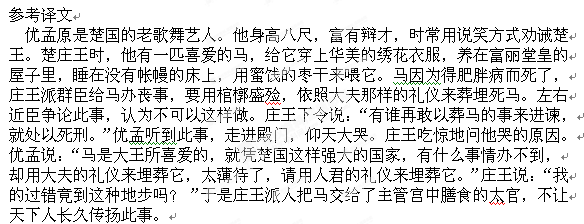 参考译文
优孟原是楚国的老歌舞艺人。他身高八尺，富有辩才，时常用说笑方式劝诫楚
王。楚庄王时，他有一匹喜爱的马，给它穿上华美的绣花衣服，养在富丽堂皇的
屋子里，睡在没有帐幔的床上，用蜜饯的枣干来喂它。马因为得肥胖病而死了，
庄王派群臣给马办丧事，要用棺椁盛殓，依照大夫那样的礼仪来葬埋死马。左右
近臣争论此事，认为不可以这样做。庄王下令说：“有谁再敢以葬马的事来进谏，
就处以死刑。”优孟听到此事，走进殿门，仰天大哭。庄王吃惊地问他哭的原因。
优孟说：“马是大王所喜爱的，就凭楚国这样强大的国家，有什么事情办不到，
却用大夫的礼仪来埋葬它，太薄待了，请用人君的礼仪来埋葬它。”庄王说：“我
的过错竟到这种地步吗？”于是庄王派人把马交给了主管宫中膳食的太官，不让
天下人长久传扬此事。